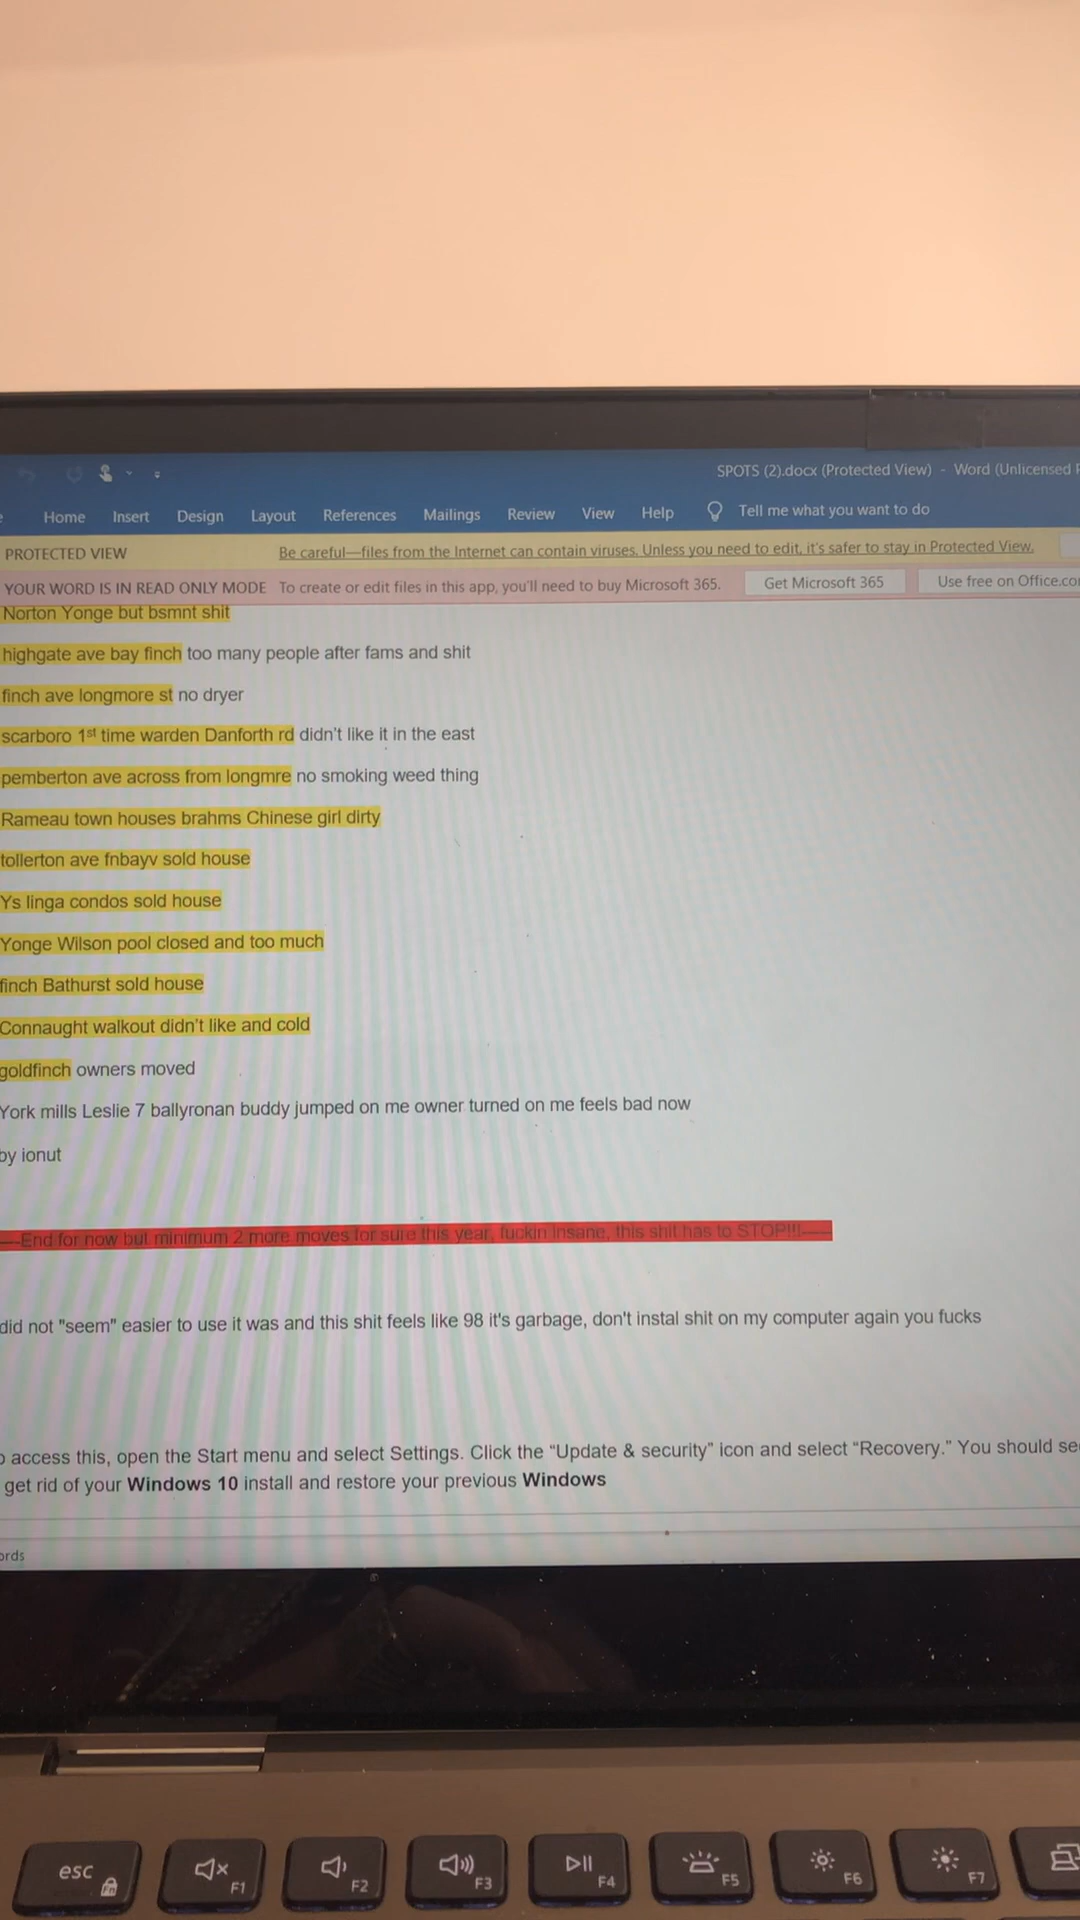 SPOTS (2).docx (Protected View) - Word (Unlicensed
Home Insert Design Layout References Mailings Review View Help Tell me what you want to do
PROTECTED VIEW Be careful—files from the Internet can contain viruses. Unless you need to edit, it's safer to stay in Protected View.
YOUR WORD IS IN READ ONLY MODE To create or edit files in this app, you'll need to buy Microsoft 365. Get Microsoft 365 Use free on Office.co
Norton Yonge but bsmnt shit
highgate ave bay finch too many people after fams and shit
finch ave longmore st no dryer
scarboro 1st time warden Danforth rd didn't like it in the east
pemberton ave across from longmre no smoking weed thing
Rameau town houses brahms Chinese girl dirty
tollerton ave fnbayv sold house
Ys linga condos sold house
Yonge Wilson pool closed and too much
finch Bathurst sold house
Connaught walkout didn't like and cold
goldfinch owners moved
York mills Leslie 7 ballyronan buddy jumped on me owner turned on me feels bad now
by ionut
—End for now but minimum 2 more moves for sure this year, fuckin insane, this shit has to STOP!!!——
did not "seem" easier to use it was and this shit feels like 98 it's garbage, don't instal shit on my computer again you fucks
o access this, open the Start menu and select Settings. Click the “Update & security” icon and select “Recovery.” You should se
get rid of your Windows 10 install and restore your previous Windows
ords
esc F1 F2 F3 F4 F5 F6 F7